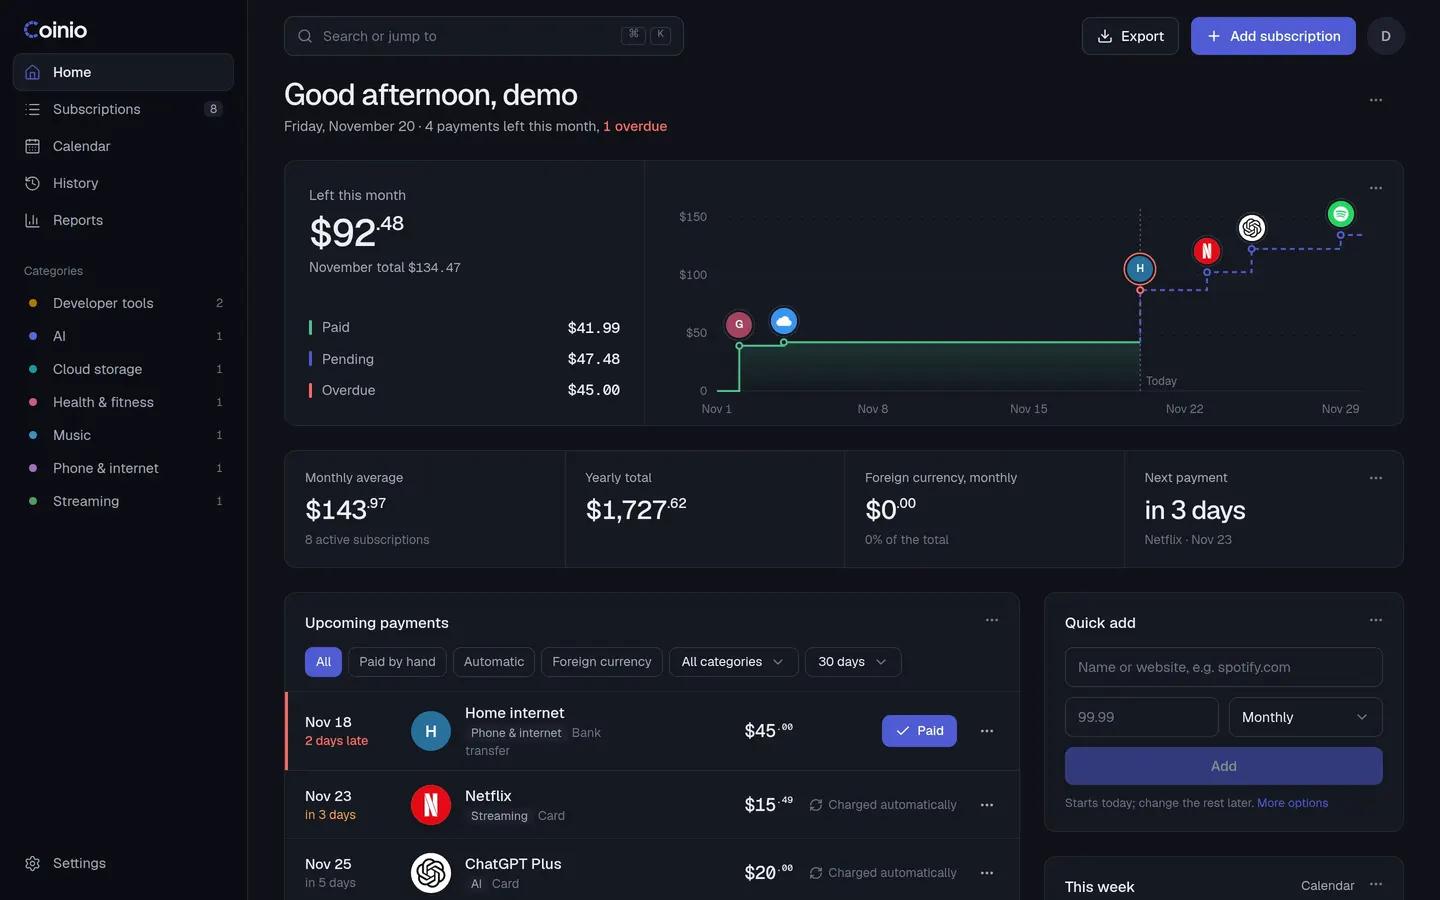 Coinio
Home
Subscriptions 8
Calendar
History
Reports
Categories
Developer tools 2
AI 1
Cloud storage 1
Health & fitness 1
Music 1
Phone & internet 1
Streaming 1
Settings
Search or jump to ⌘ K
Export
+ Add subscription
D
Good afternoon, demo
Friday, November 20 · 4 payments left this month, 1 overdue
Left this month
$92.48
November total $134.47
Paid $41.99
Pending $47.48
Overdue $45.00
$150
$100
$50
0
G
H
N
Today
Nov 1
Nov 8
Nov 15
Nov 22
Nov 29
Monthly average
$143.97
8 active subscriptions
Yearly total
$1,727.62
Foreign currency, monthly
$0.00
0% of the total
Next payment
in 3 days
Netflix · Nov 23
Upcoming payments
All
Paid by hand
Automatic
Foreign currency
All categories
30 days
Nov 18
2 days late
H
Home internet
Phone & internet Bank
transfer
$45.00
Paid
Nov 23
in 3 days
N
Netflix
Streaming Card
$15.49
Charged automatically
Nov 25
in 5 days
ChatGPT Plus
AI Card
$20.00
Charged automatically
Quick add
Name or website, e.g. spotify.com
99.99
Monthly
Add
Starts today; change the rest later. More options
This week
Calendar